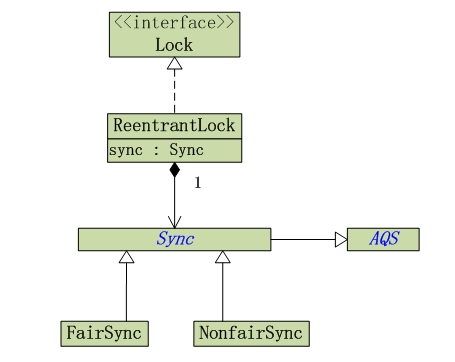 <<interface>>
Lock
ReentrantLock
sync : Sync
1
Sync
AQS
FairSync
NonfairSync